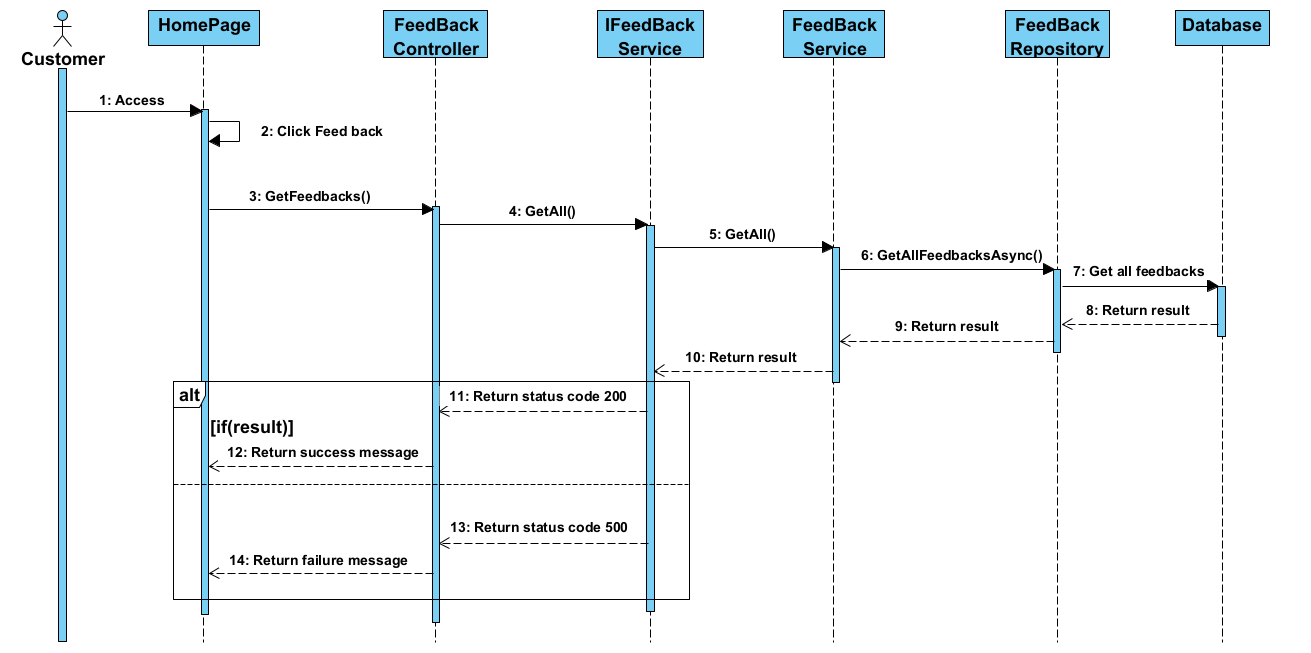 Customer
HomePage
FeedBack
Controller
IFeedBack
Service
FeedBack
Service
FeedBack
Repository
Database
1: Access
2: Click Feed back
3: GetFeedbacks()
4: GetAll()
5: GetAll()
6: GetAllFeedbacksAsync()
7: Get all feedbacks
8: Return result
9: Return result
10: Return result
alt
11: Return status code 200
[if(result)]
12: Return success message
13: Return status code 500
14: Return failure message